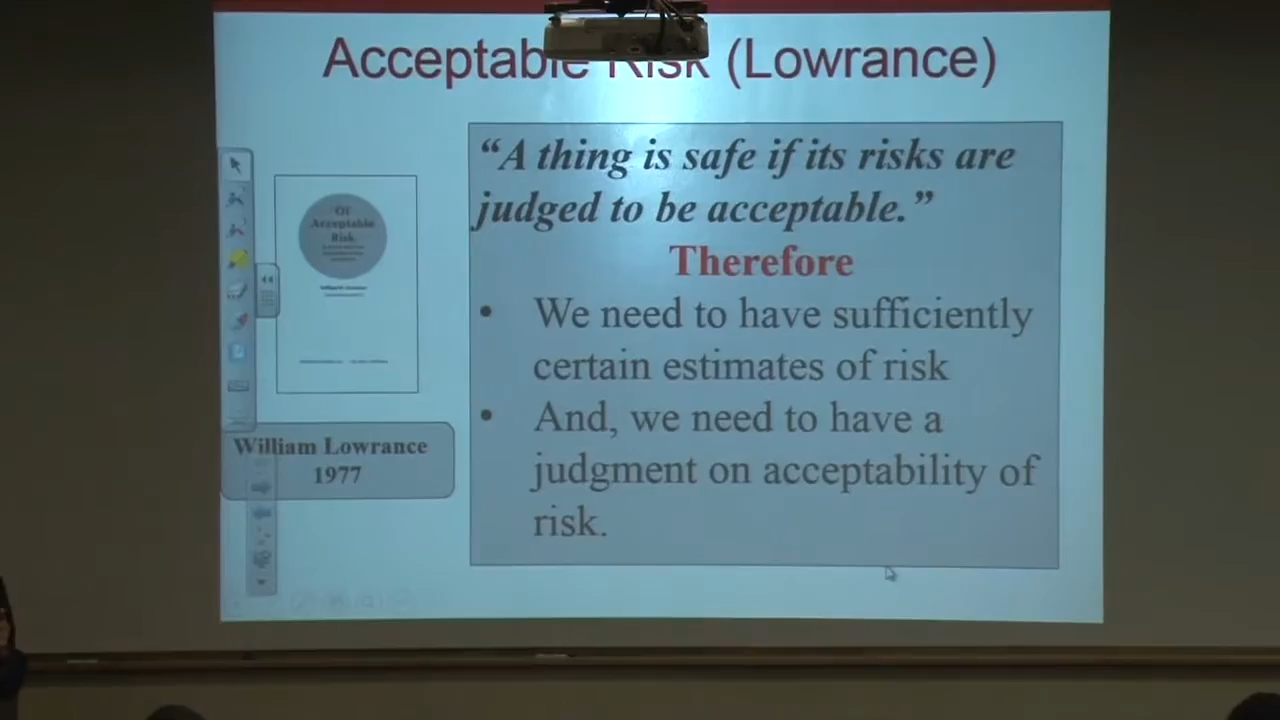 Acceptable Risk (Lowrance)
“A thing is safe if its risks are
judged to be acceptable.”
Therefore
• We need to have sufficiently
certain estimates of risk
• And, we need to have a
judgment on acceptability of
risk.
Of
Acceptable
Risk
William Lowrance
1977